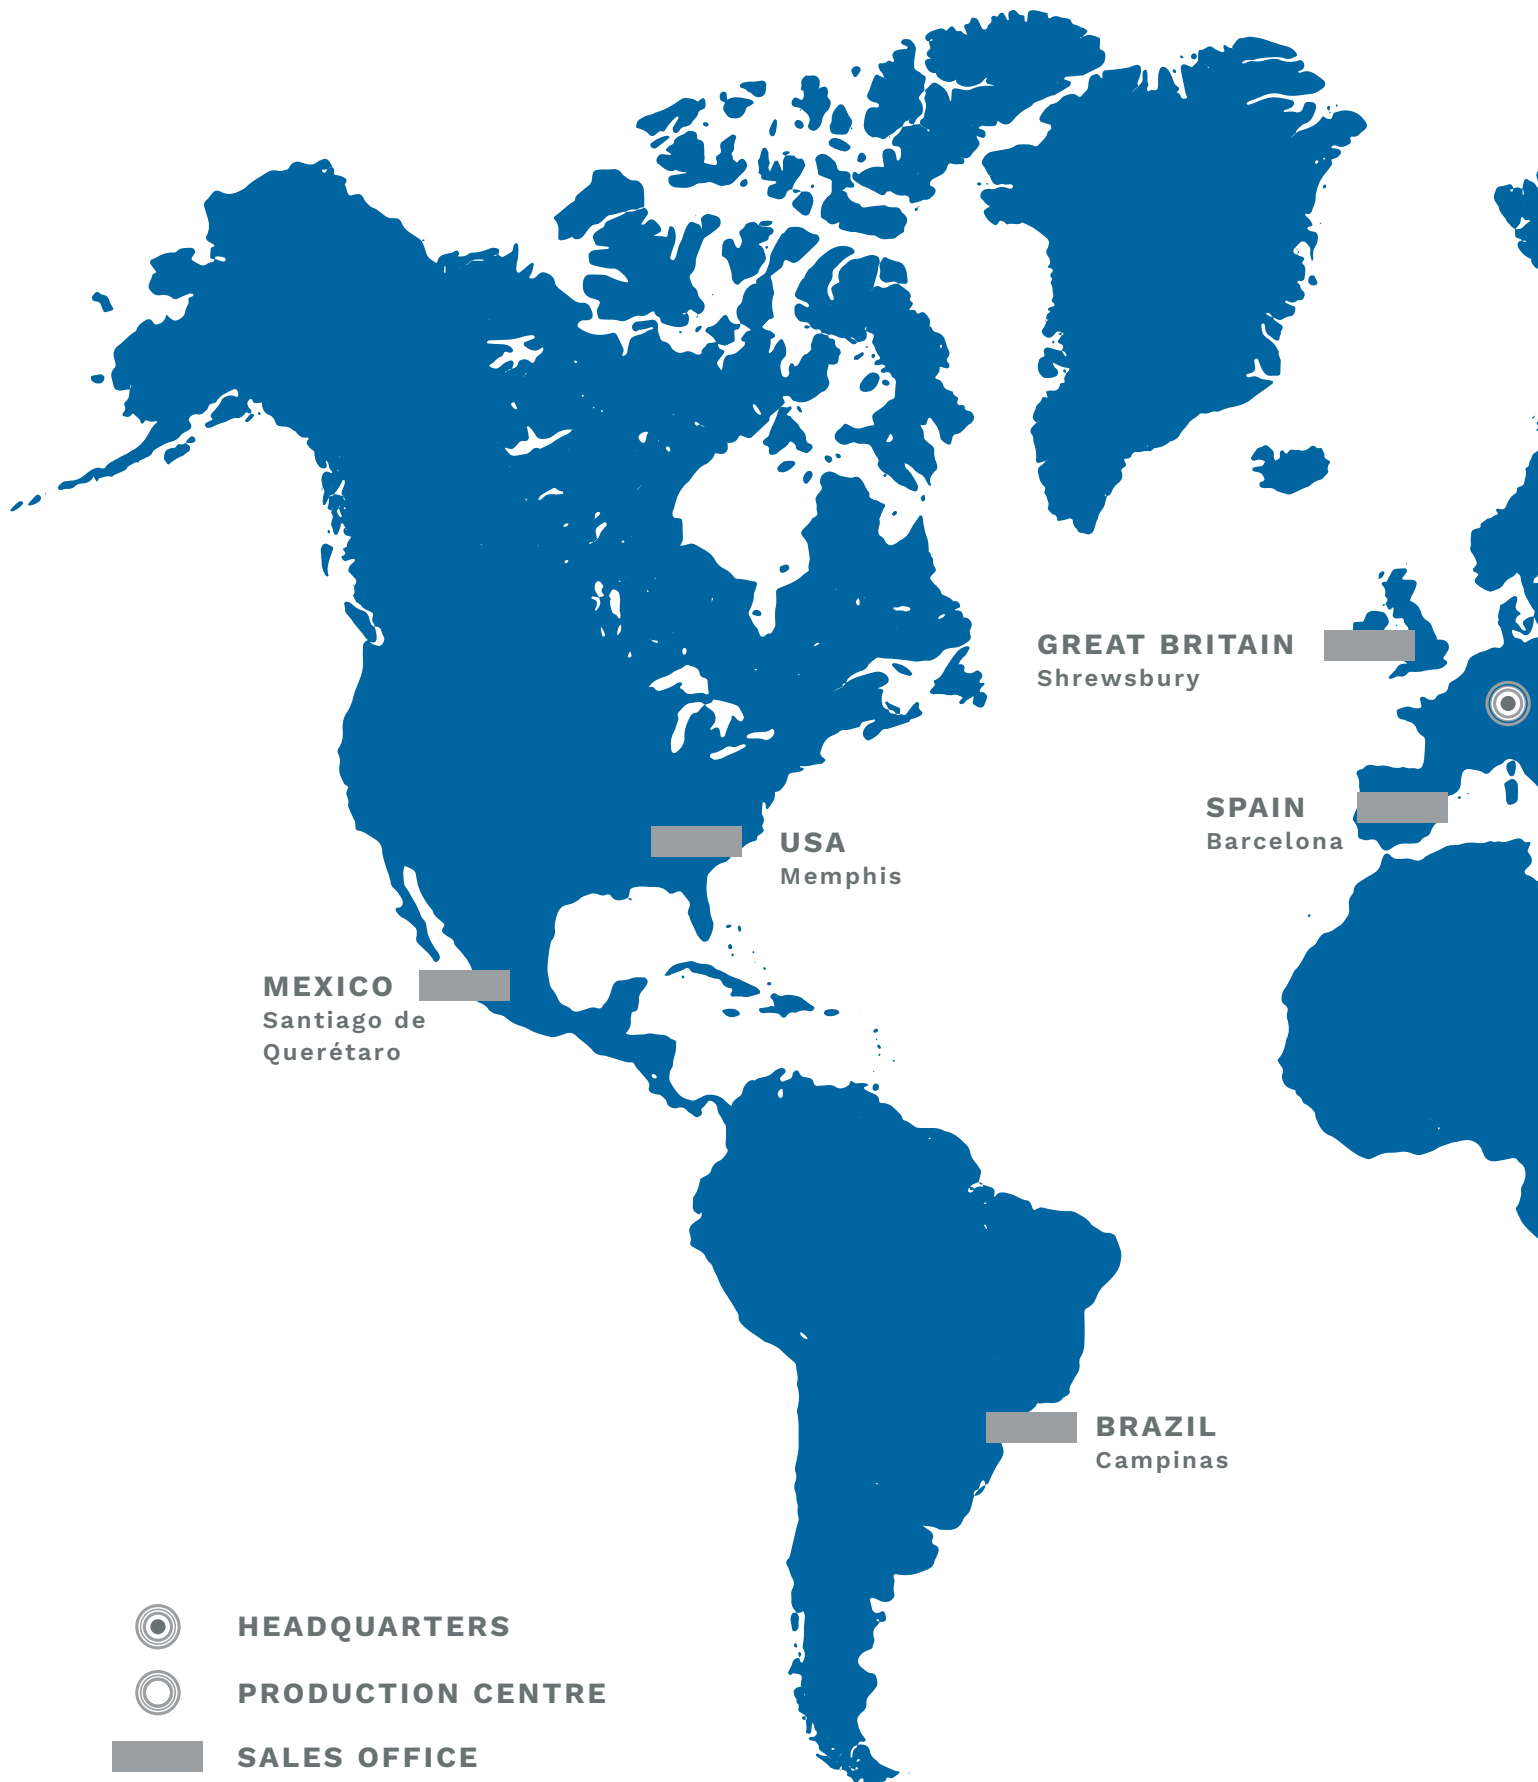 GREAT BRITAIN
Shrewsbury
SPAIN
Barcelona
USA
Memphis
MEXICO
Santiago de
Querétaro
BRAZIL
Campinas
HEADQUARTERS
PRODUCTION CENTRE
SALES OFFICE